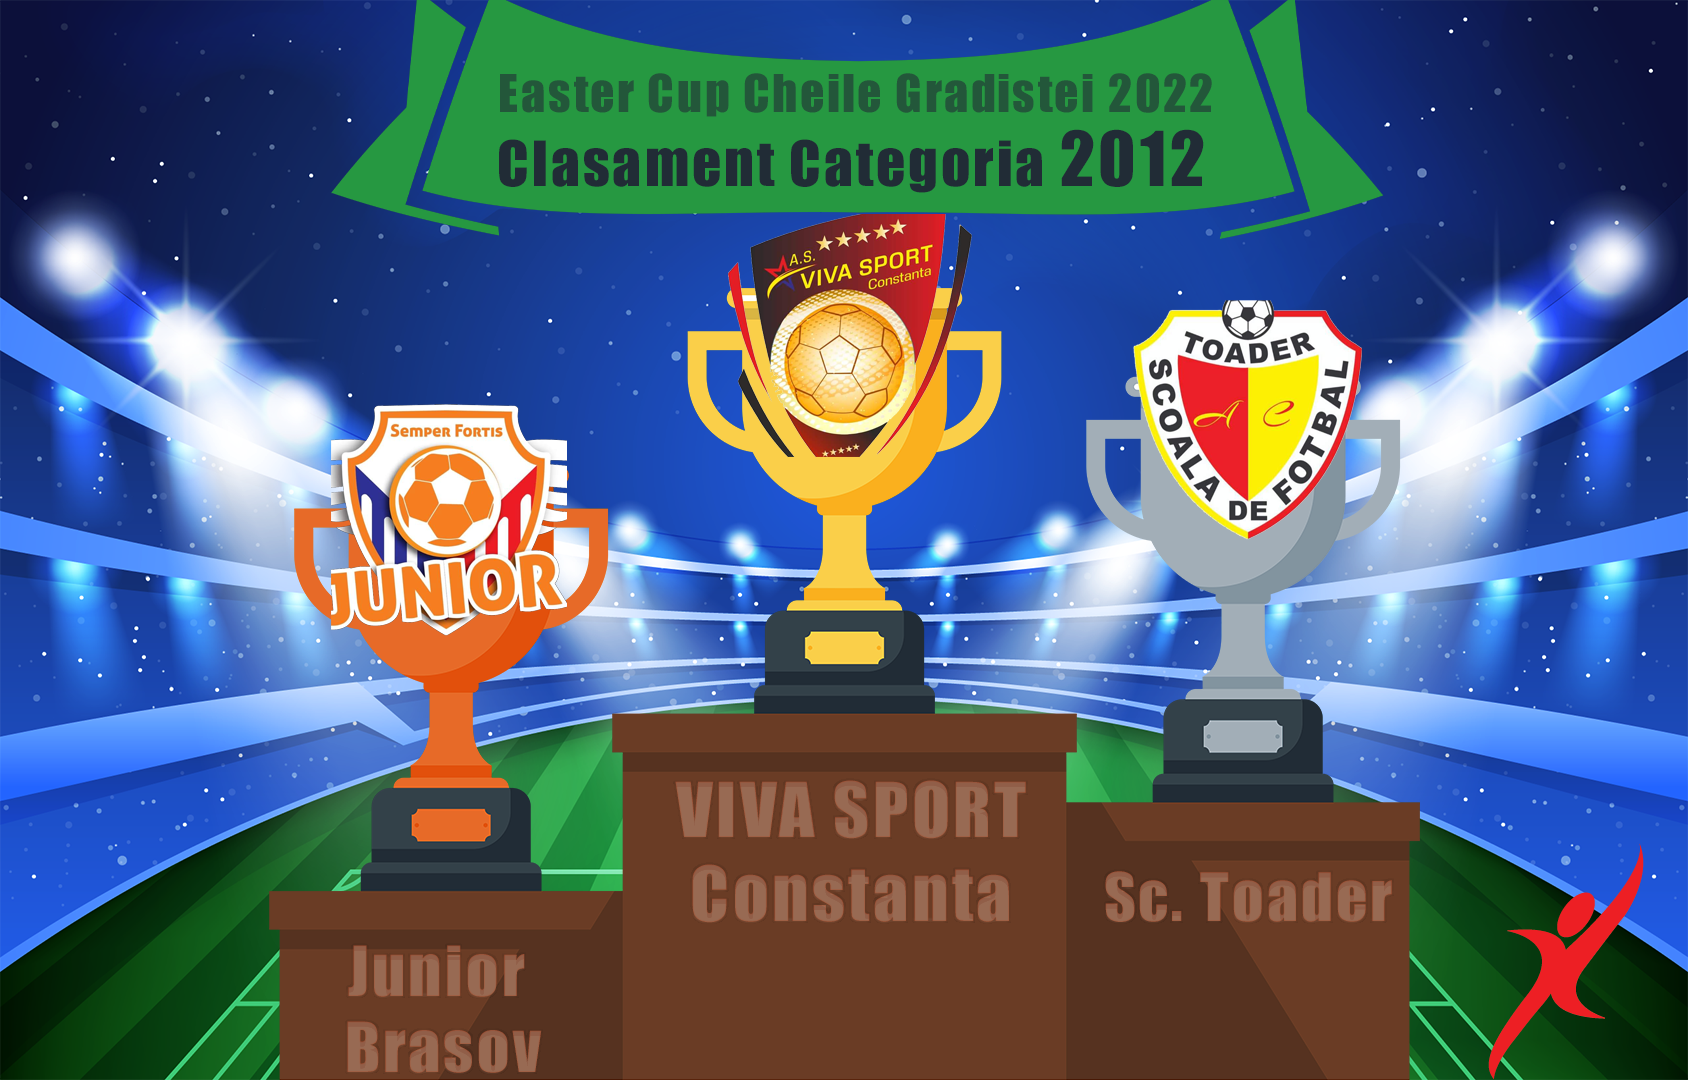 Easter Cup Cheile Gradistei 2022
Clasament Categoria 2012
A.S.
VIVA SPORT
Constanta
TOADER
SCOALA DE FOTBAL
A C
SEMPER FORTIS
JUNIOR
VIVA SPORT
Constanta
Sc. Toader
Junior
Brasov